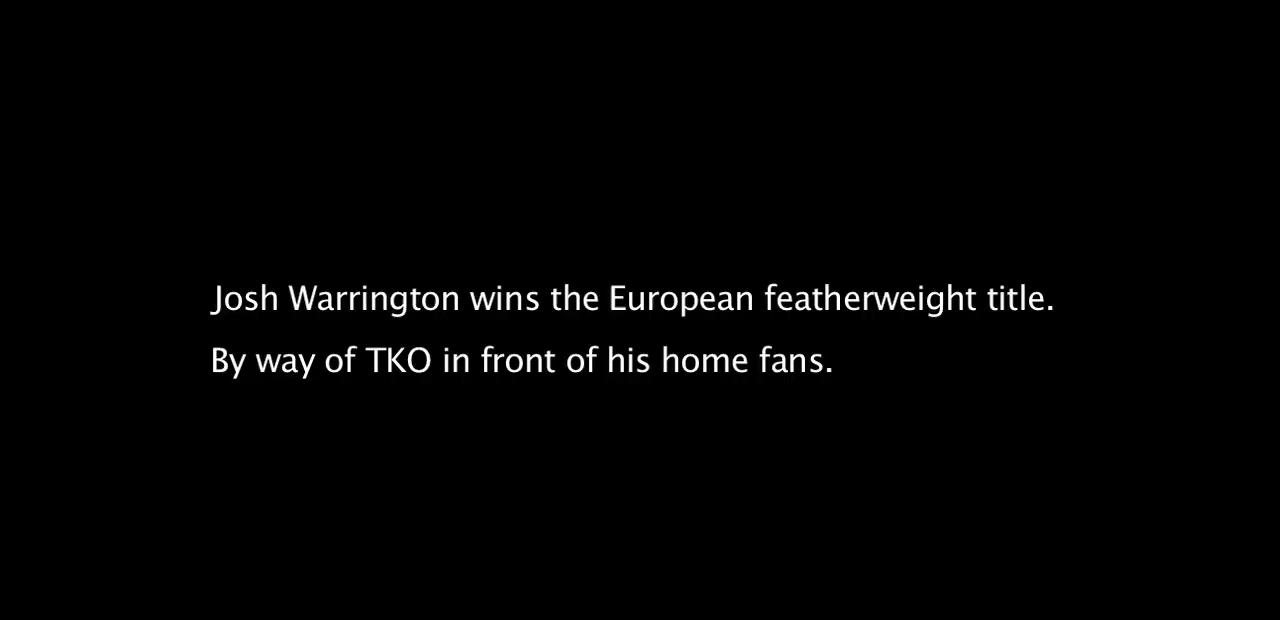 Josh Warrington wins the European featherweight title.
By way of TKO in front of his home fans.